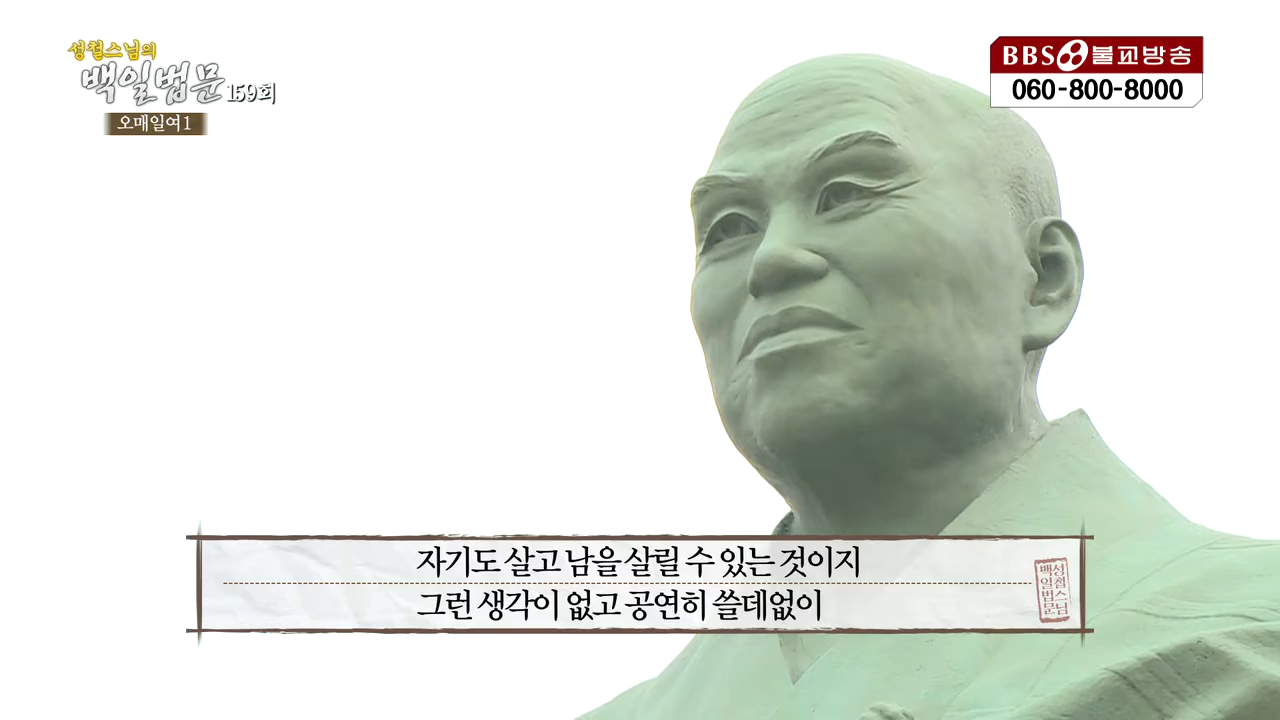 성철스님의
백일법문 159회
오매일여 1
BBS 불교방송
060-800-8000
자기도 살고 남을 살릴 수 있는 것이지
그런 생각이 없고 공연히 쓸데없이
성철스님
백일법문